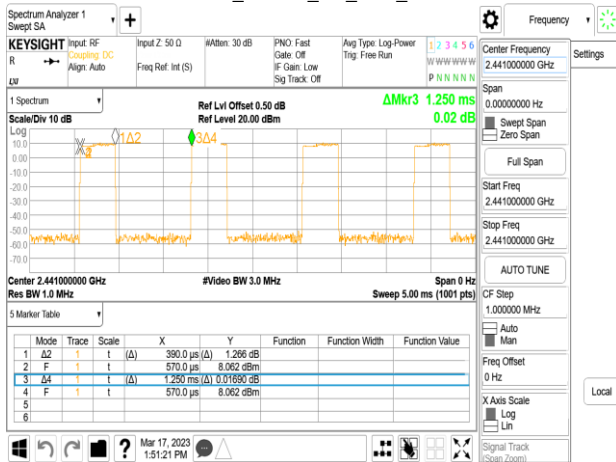 Spectrum Analyzer 1
Swept SA
Frequency
KEYSIGHT
Input: RF
Coupling: DC
Align: Auto
Input Z: 50 Ω
Freq Ref: Int (S)
#Atten: 30 dB
PNO: Fast
Gate: Off
IF Gain: Low
Sig Track: Off
Avg Type: Log-Power
Trig: Free Run
1 2 3 4 5 6
W W W W W W
P N N N N N
R
LXI
Center Frequency
2.441000000 GHz
Settings
1 Spectrum
Scale/Div 10 dB
Ref Lvl Offset 0.50 dB
Ref Level 20.00 dBm
ΔMkr3 1.250 ms
0.02 dB
Span
0.00000000 Hz
Swept Span
Zero Span
Full Span
Start Freq
2.441000000 GHz
Stop Freq
2.441000000 GHz
AUTO TUNE
CF Step
1.000000 MHz
Auto
Man
Freq Offset
0 Hz
X Axis Scale
Log
Lin
Local
Signal Track
(Span Zoom)
Log
10.0
0.00
-10.0
-20.0
-30.0
-40.0
-50.0
-60.0
-70.0
1Δ2
3Δ4
Center 2.441000000 GHz
Res BW 1.0 MHz
#Video BW 3.0 MHz
Span 0 Hz
Sweep 5.00 ms (1001 pts)
5 Marker Table
Mode Trace Scale X Y Function Function Width Function Value
1 Δ2 1 t (Δ) 390.0 µs (Δ) 1.266 dB
2 F 1 t 570.0 µs 8.062 dBm
3 Δ4 1 t (Δ) 1.250 ms (Δ) 0.01690 dB
4 F 1 t 570.0 µs 8.062 dBm
5
6
?
Mar 17, 2023
1:51:21 PM